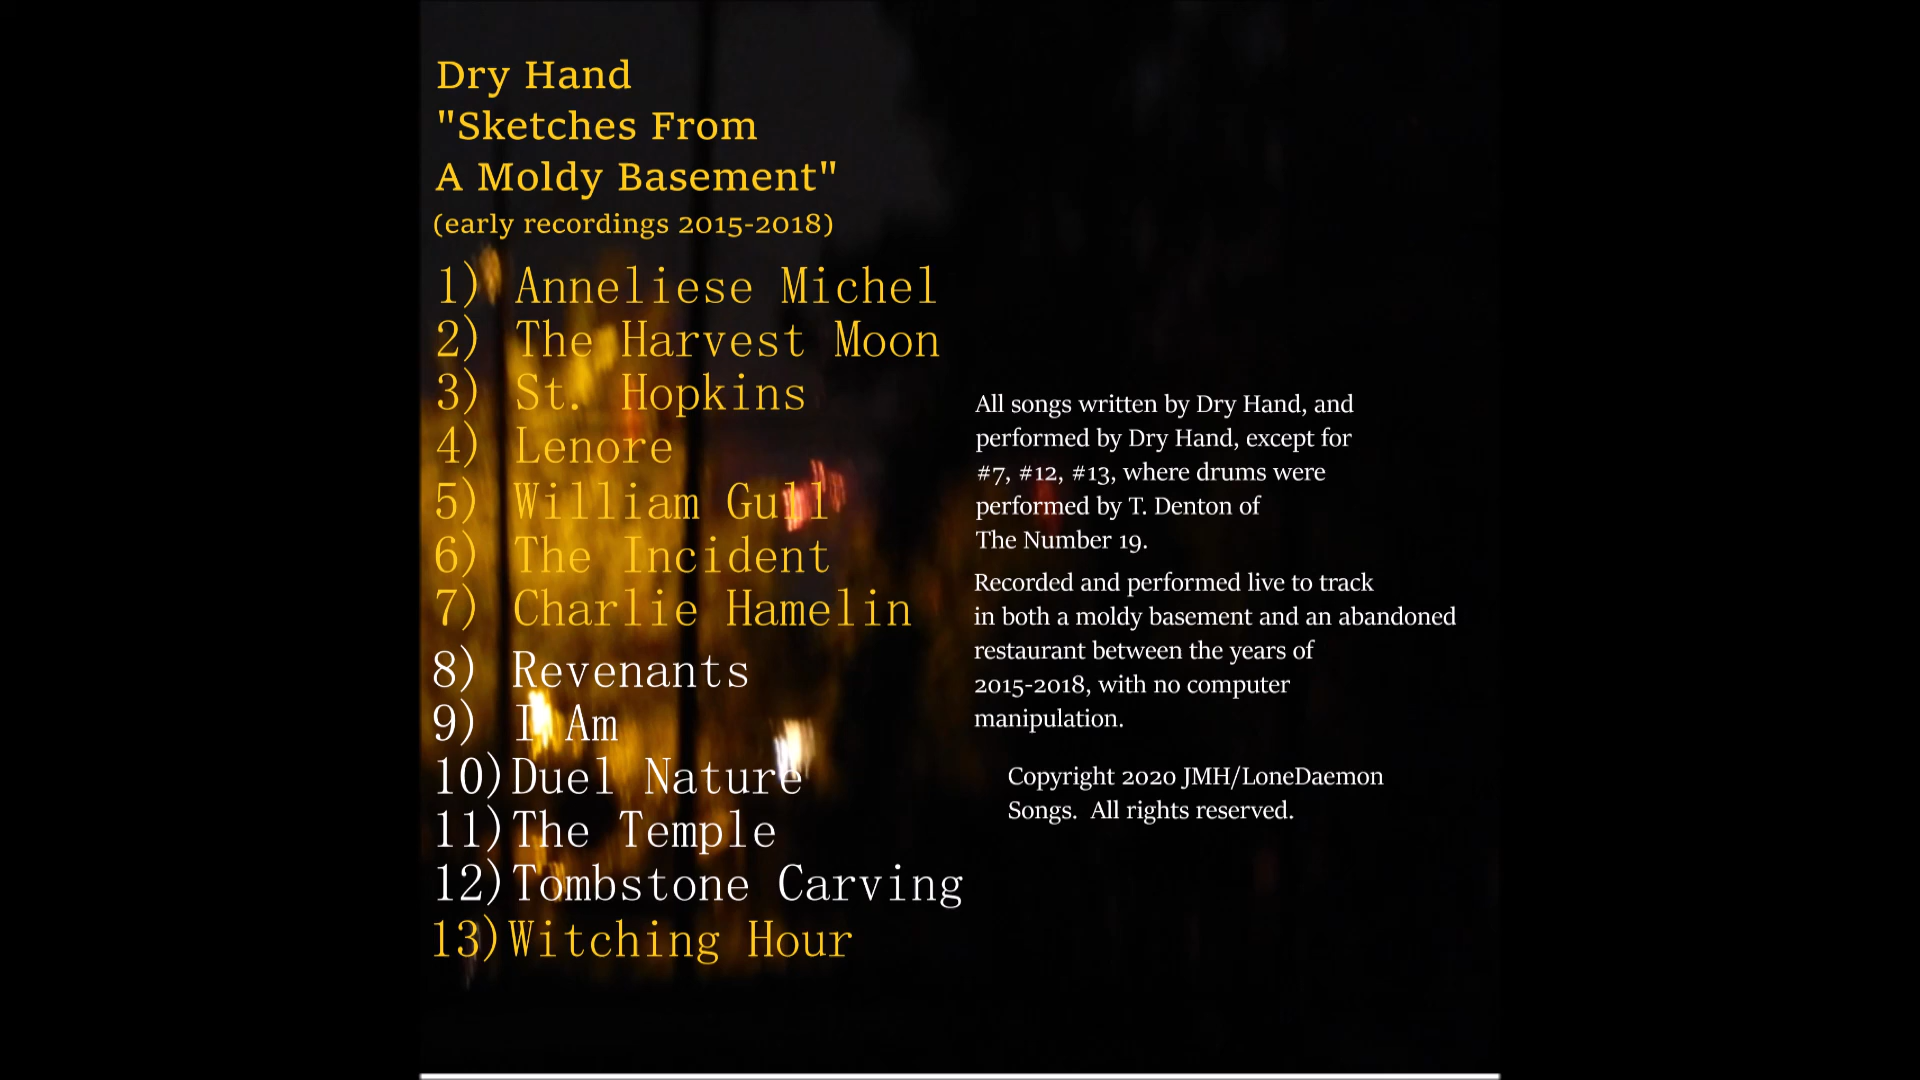 Dry Hand
"Sketches From
A Moldy Basement"
(early recordings 2015-2018)
1) Anneliese Michel
2) The Harvest Moon
3) St. Hopkins
4) Lenore
5) William Gull
6) The Incident
7) Charlie Hamelin
8) Revenants
9) I Am
10)Duel Nature
11)The Temple
12)Tombstone Carving
13)Witching Hour
All songs written by Dry Hand, and
performed by Dry Hand, except for
#7, #12, #13, where drums were
performed by T. Denton of
The Number 19.
Recorded and performed live to track
in both a moldy basement and an abandoned
restaurant between the years of
2015-2018, with no computer
manipulation.
Copyright 2020 JMH/LoneDaemon
Songs.  All rights reserved.